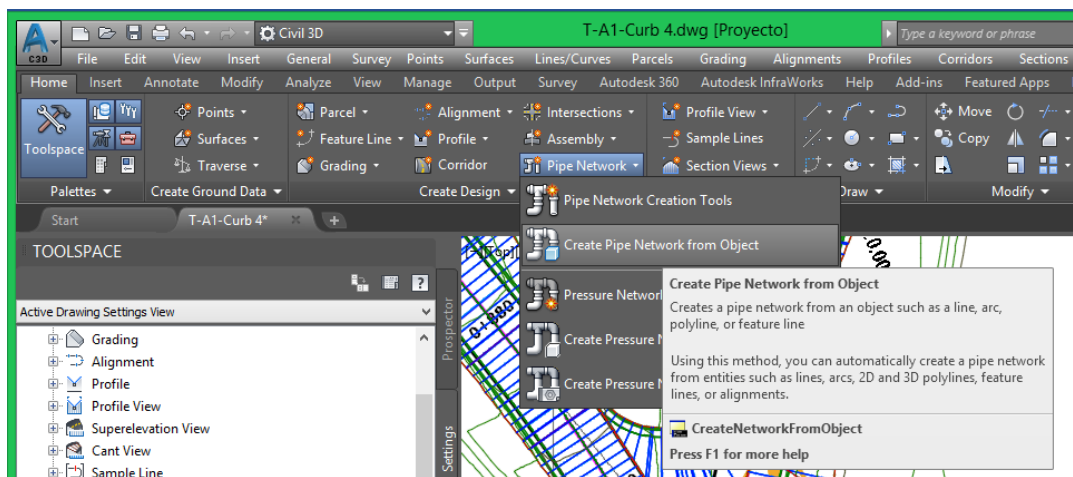 Civil 3D
T-A1-Curb 4.dwg [Proyecto]
Type a keyword or phrase
C3D
File Edit View Insert General Survey Points Surfaces Lines/Curves Parcels Grading Alignments Profiles Corridors Sections
Home Insert Annotate Modify Analyze View Manage Output Survey Autodesk 360 Autodesk InfraWorks Help Add-ins Featured Apps
Toolspace
Points
Surfaces
Traverse
Parcel
Feature Line
Grading
Alignment
Profile
Corridor
Intersections
Assembly
Pipe Network
Profile View
Sample Lines
Section Views
Move
Copy
Palettes
Create Ground Data
Create Design
Draw
Modify
Start
T-A1-Curb 4*
Pipe Network Creation Tools
Create Pipe Network from Object
Pressure Networ
Create Pressure N
Create Pressure N
TOOLSPACE
Active Drawing Settings View
Grading
Alignment
Profile
Profile View
Superelevation View
Cant View
Sample Line
Prospector
Settings
[-][Top][
0+880
0.00
Create Pipe Network from Object
Creates a pipe network from an object such as a line, arc,
polyline, or feature line
Using this method, you can automatically create a pipe network
from entities such as lines, arcs, 2D and 3D polylines, feature
lines, or alignments.
CreateNetworkFromObject
Press F1 for more help